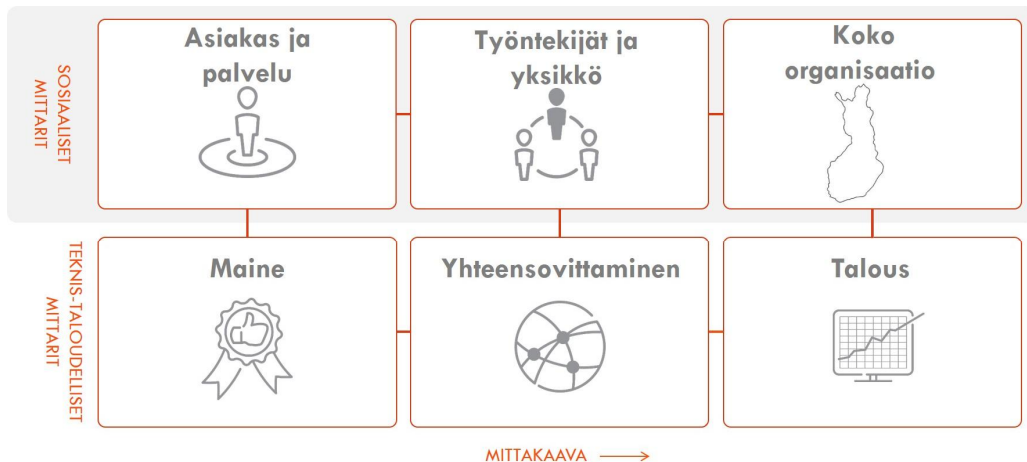 SOSIAALISET
MITTARIT
Asiakas ja
palvelu
Työntekijät ja
yksikkö
Koko
organisaatio
TEKNIS-TALOUDELLISET
MITTARIT
Maine
Yhteensovittaminen
Talous
MITTAKAAVA